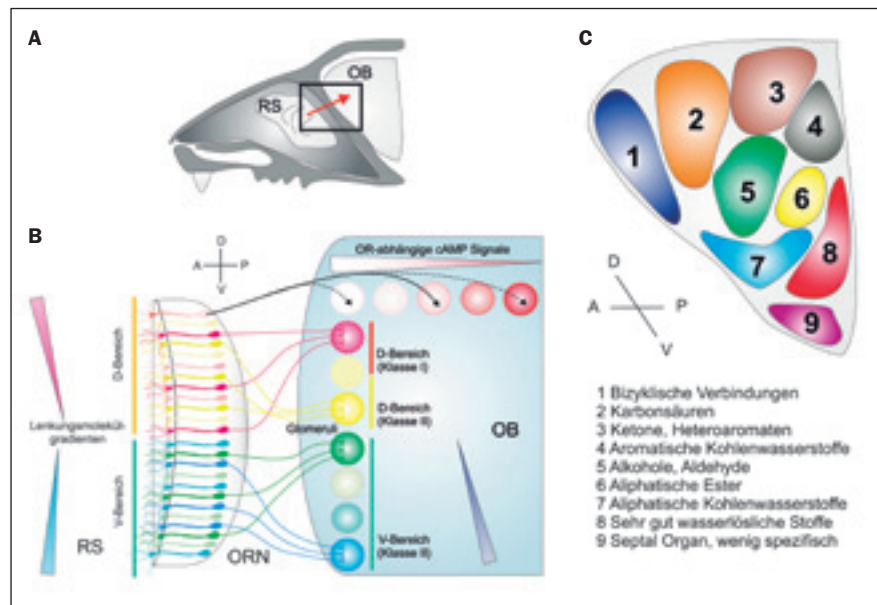 A
OB
RS
B
D
A
P
V
OR-abhängige cAMP Signale
D-Bereich
V-Bereich
Lenkungsmolekül-
gradienten
RS
ORN
Glomeruli
D-Bereich
(Klasse I)
D-Bereich
(Klasse II)
V-Bereich
(Klasse II)
OB
C
1
2
3
4
5
6
7
8
9
D
A
P
V
1 Bizyklische Verbindungen
2 Karbonsäuren
3 Ketone, Heteroaromaten
4 Aromatische Kohlenwasserstoffe
5 Alkohole, Aldehyde
6 Aliphatische Ester
7 Aliphatische Kohlenwasserstoffe
8 Sehr gut wasserlösliche Stoffe
9 Septal Organ, wenig spezifisch